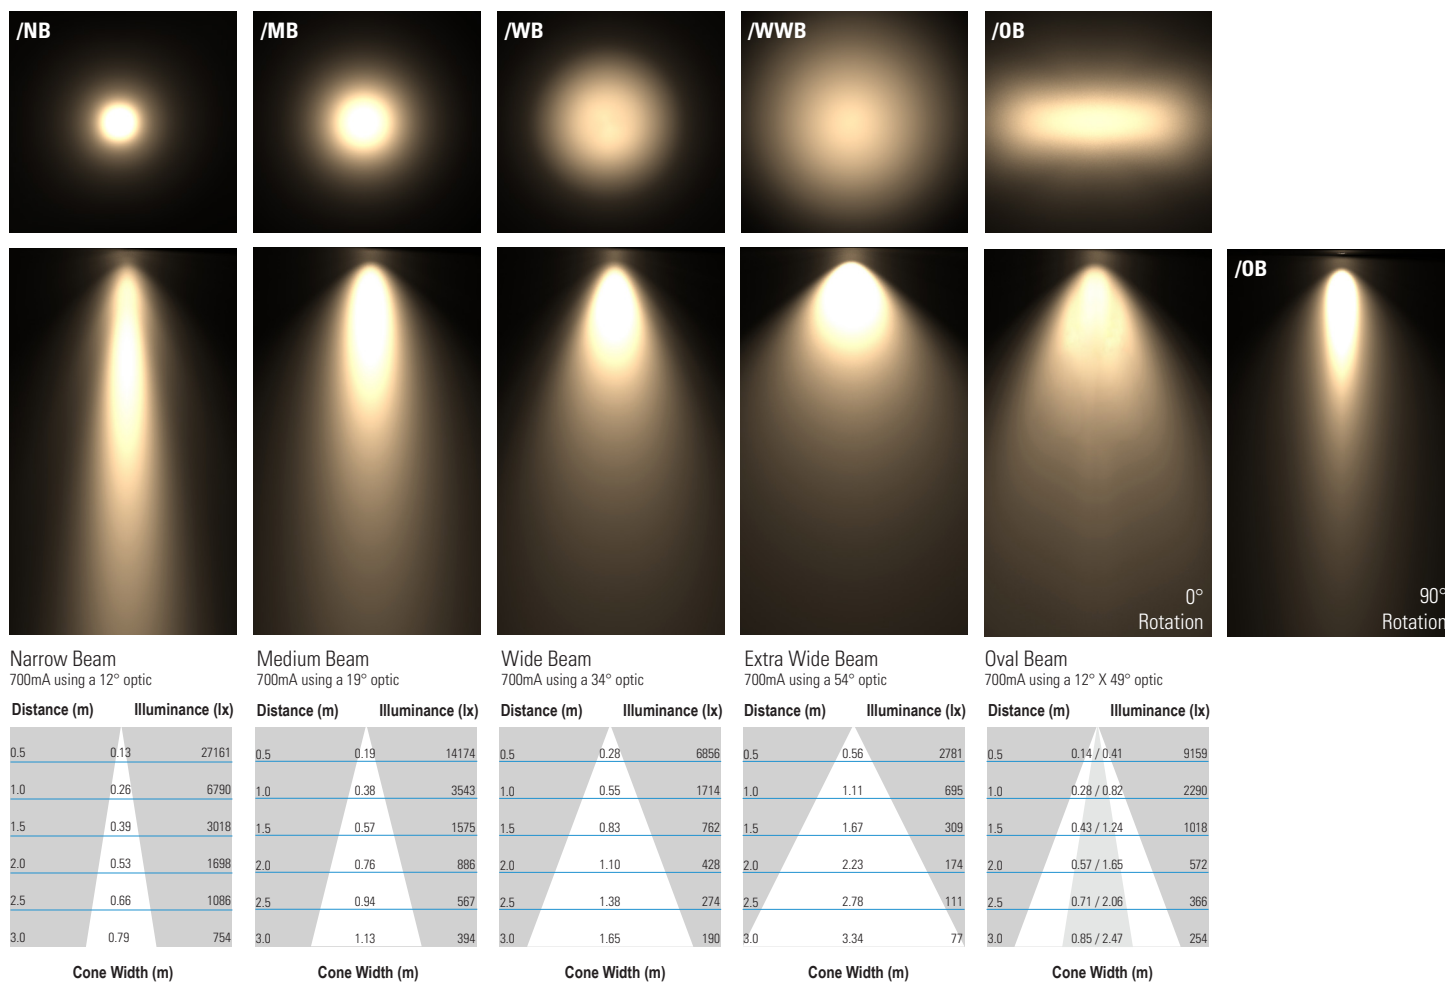 /NB
/MB
/WB
/WWB
/OB
/OB
0°
Rotation
90°
Rotation
Narrow Beam
700mA using a 12° optic
Distance (m) Illuminance (lx)
0.5 0.13 27161
1.0 0.26 6790
1.5 0.39 3018
2.0 0.53 1698
2.5 0.66 1086
3.0 0.79 754
Cone Width (m)
Medium Beam
700mA using a 19° optic
Distance (m) Illuminance (lx)
0.5 0.19 14174
1.0 0.38 3543
1.5 0.57 1575
2.0 0.76 886
2.5 0.94 567
3.0 1.13 394
Cone Width (m)
Wide Beam
700mA using a 34° optic
Distance (m) Illuminance (lx)
0.5 0.28 6856
1.0 0.55 1714
1.5 0.83 762
2.0 1.10 428
2.5 1.38 274
3.0 1.65 190
Cone Width (m)
Extra Wide Beam
700mA using a 54° optic
Distance (m) Illuminance (lx)
0.5 0.56 2781
1.0 1.11 695
1.5 1.67 309
2.0 2.23 174
2.5 2.78 111
3.0 3.34 77
Cone Width (m)
Oval Beam
700mA using a 12° X 49° optic
Distance (m) Illuminance (lx)
0.5 0.14 / 0.41 9159
1.0 0.28 / 0.82 2290
1.5 0.43 / 1.24 1018
2.0 0.57 / 1.65 572
2.5 0.71 / 2.06 366
3.0 0.85 / 2.47 254
Cone Width (m)